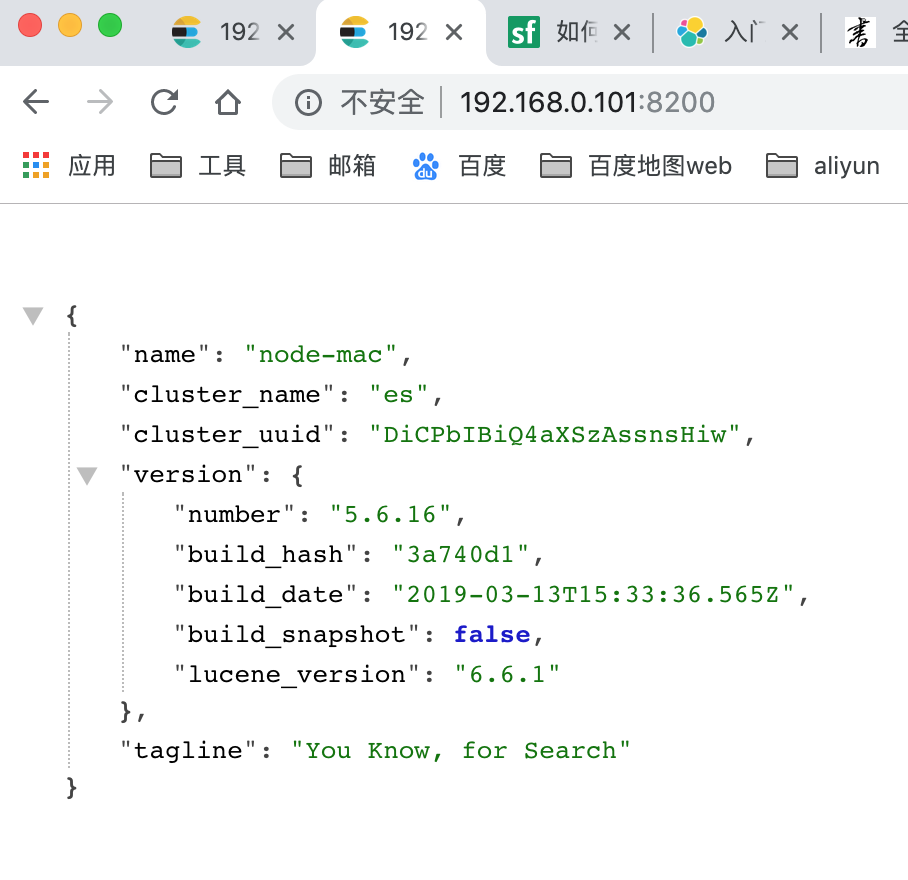 192
192
sf 如何
入门
全
不安全 192.168.0.101:8200
应用 工具 邮箱 du 百度 百度地图web aliyun
{
"name": "node-mac",
"cluster_name": "es",
"cluster_uuid": "DiCPbIBiQ4aXSzAssnsHiw",
"version": {
"number": "5.6.16",
"build_hash": "3a740d1",
"build_date": "2019-03-13T15:33:36.565Z",
"build_snapshot": false,
"lucene_version": "6.6.1"
},
"tagline": "You Know, for Search"
}